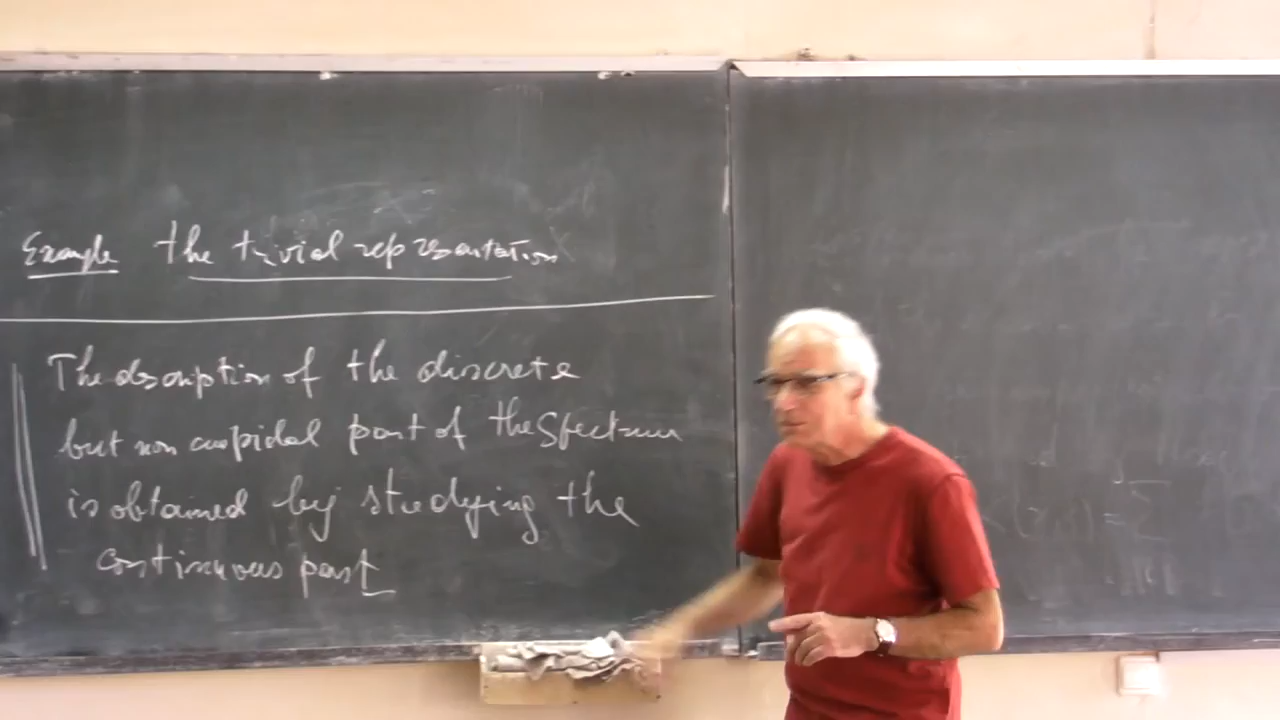 Example the trivial representation
The description of the discrete
but non cuspidal part of the Spectrum
is obtained by studying the
continuous part